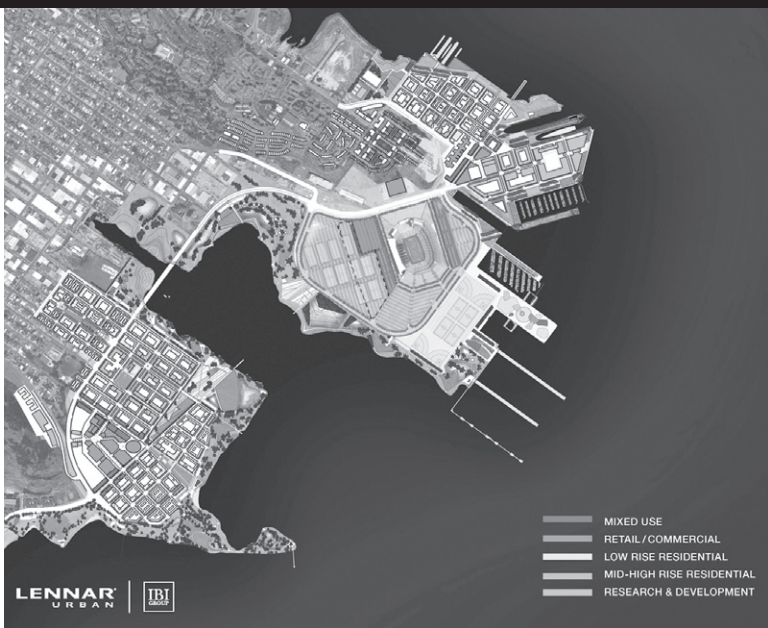 MIXED USE
RETAIL/COMMERCIAL
LOW RISE RESIDENTIAL
MID-HIGH RISE RESIDENTIAL
RESEARCH & DEVELOPMENT
LENNAR
URBAN
IBI
GROUP